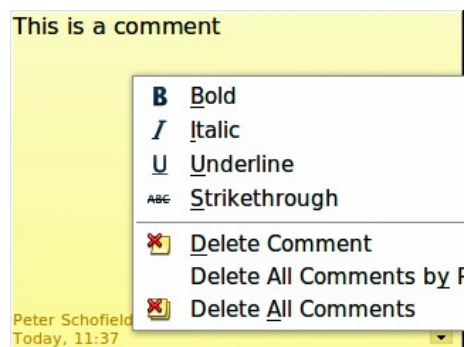 This is a comment
B Bold
I Italic
U Underline
ABC Strikethrough
Delete Comment
Delete All Comments by
Delete All Comments
Peter Schofield
Today, 11:37